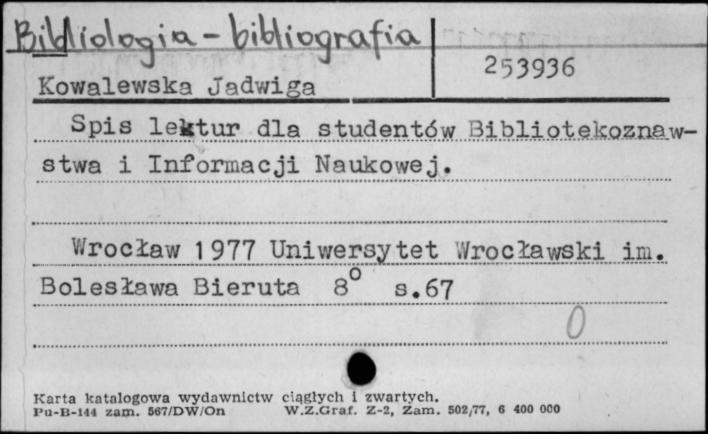 Bibliologia - bibliografia
253936
Kowalewska Jadwiga
Spis lektur dla studentów Bibliotekoznaw-
stwa i Informacji Naukowej.
Wrocław 1977 Uniwersytet Wrocławski im.
Bolesława Bieruta 8° s.67
0
Karta katalogowa wydawnictw ciągłych i zwartych.
Pu-B-144 zam. 567/DW/On W.Z.Graf. Z-2, Zam. 502/77, 6 400 000